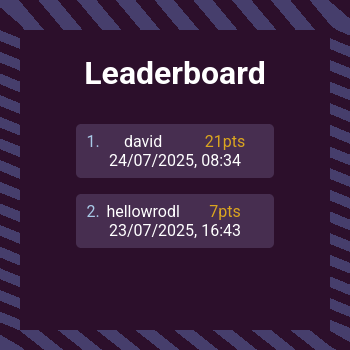 Leaderboard
1. david 21pts
24/07/2025, 08:34
2. hellowrodl 7pts
23/07/2025, 16:43